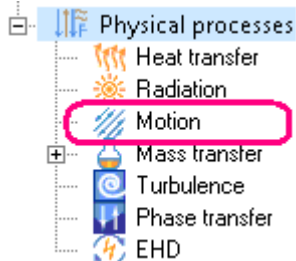 Physical processes
Heat transfer
Radiation
Motion
Mass transfer
Turbulence
Phase transfer
EHD